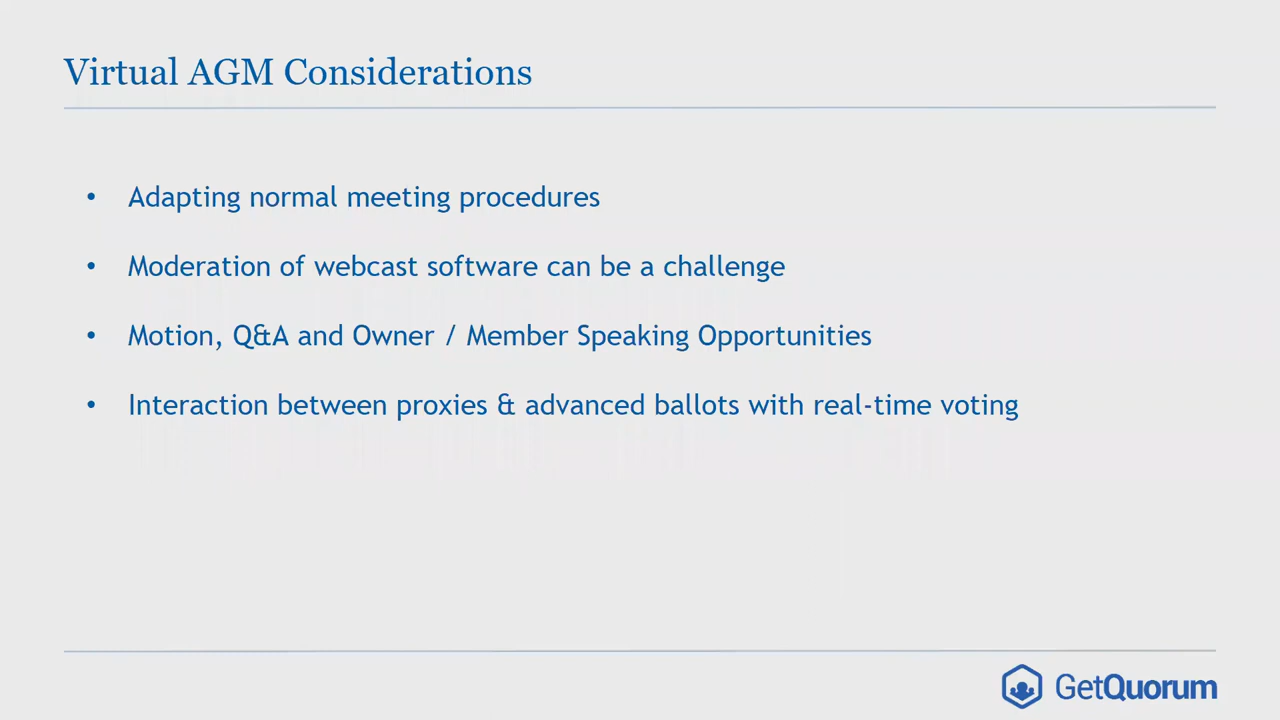 Virtual AGM Considerations
• Adapting normal meeting procedures
• Moderation of webcast software can be a challenge
• Motion, Q&A and Owner / Member Speaking Opportunities
• Interaction between proxies & advanced ballots with real-time voting
GetQuorum